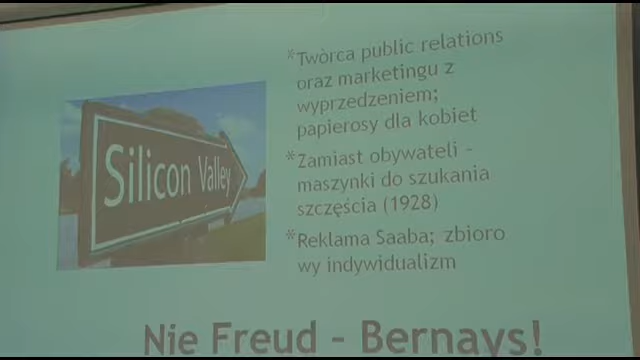 *Twórca public relations
oraz marketingu z
wyprzedzeniem;
papierosy dla kobiet
*Zamiast obywateli -
maszynki do szukania
szczęścia (1928)
*Reklama Saaba; zbioro
wy indywidualizm
Silicon Valley
Nie Freud - Bernays!